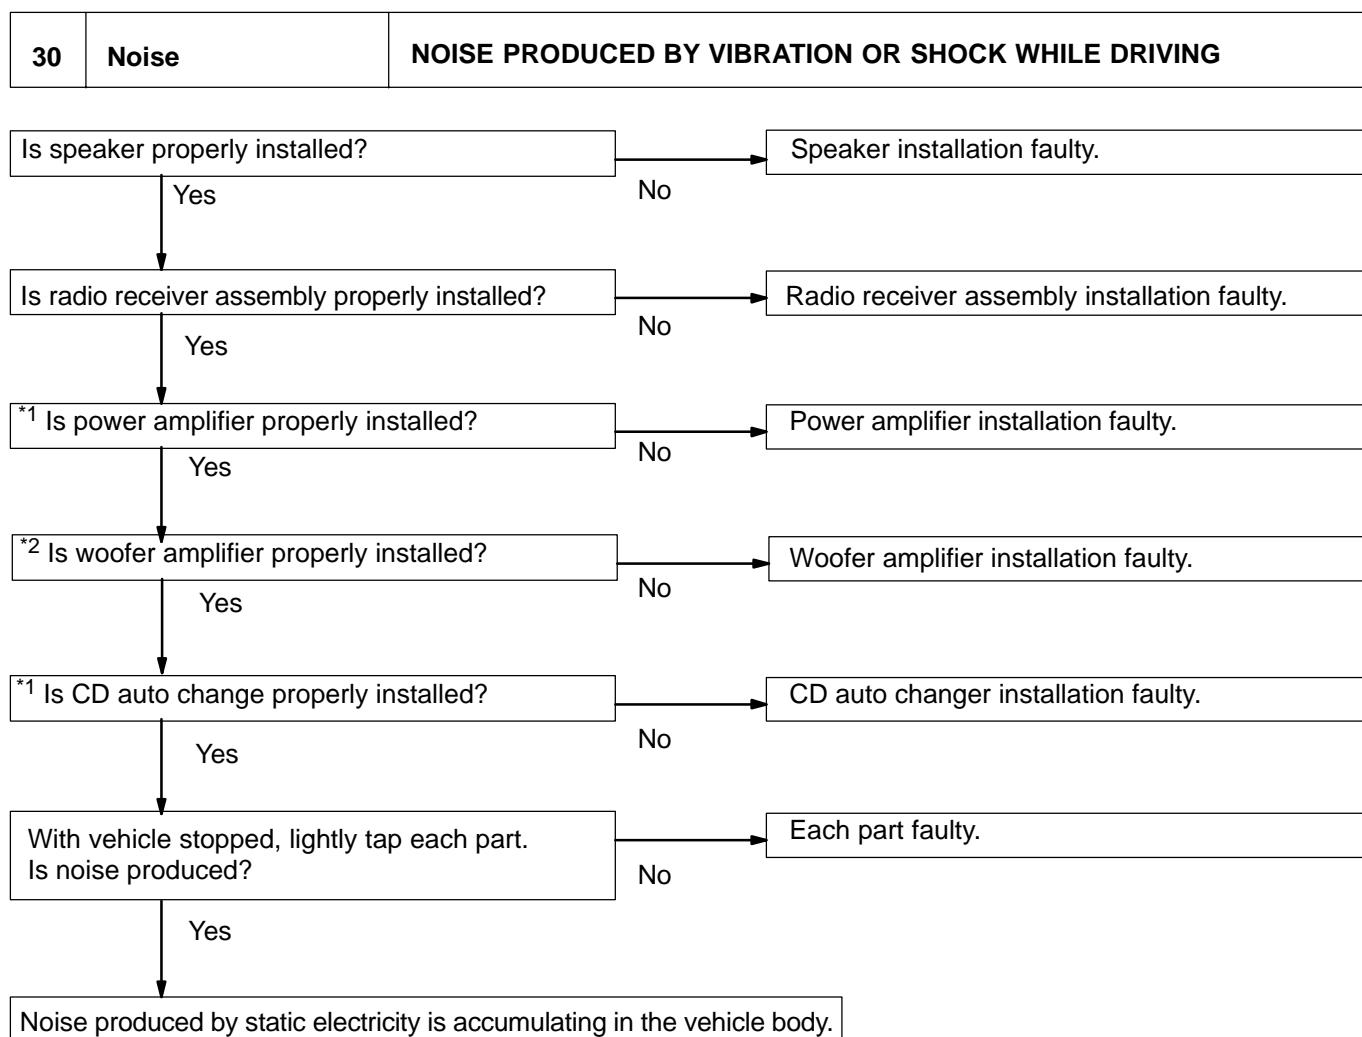 30 Noise NOISE PRODUCED BY VIBRATION OR SHOCK WHILE DRIVING
Is speaker properly installed?
Speaker installation faulty.
No
Yes
Is radio receiver assembly properly installed?
Radio receiver assembly installation faulty.
No
Yes
*1 Is power amplifier properly installed?
Power amplifier installation faulty.
No
Yes
*2 Is woofer amplifier properly installed?
Woofer amplifier installation faulty.
No
Yes
*1 Is CD auto change properly installed?
CD auto changer installation faulty.
No
Yes
With vehicle stopped, lightly tap each part.
Is noise produced?
Each part faulty.
No
Yes
Noise produced by static electricity is accumulating in the vehicle body.